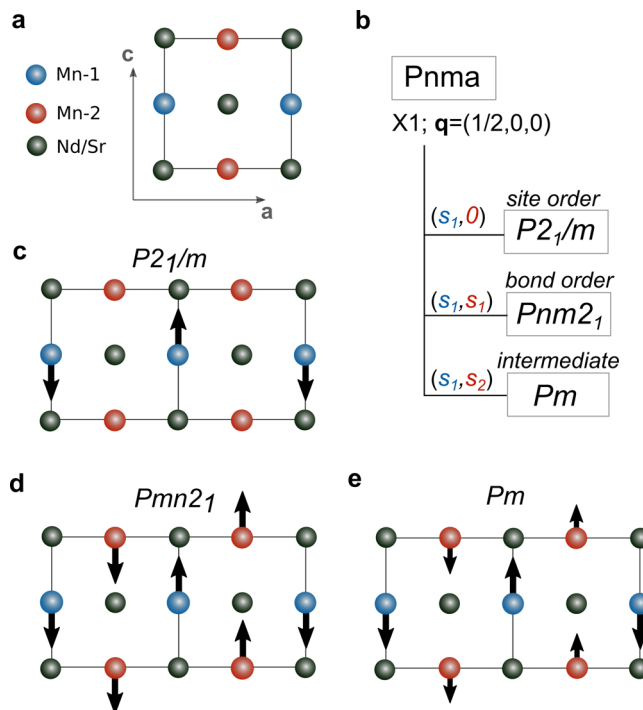 a
c
Mn-1
Mn-2
Nd/Sr
a
b
Pnma
X1; q=(1/2,0,0)
site order
(s₁,0)
P2₁/m
bond order
(s₁,s₁)
Pnm2₁
intermediate
(s₁,s₂)
Pm
c
P2₁/m
d
Pmn2₁
e
Pm